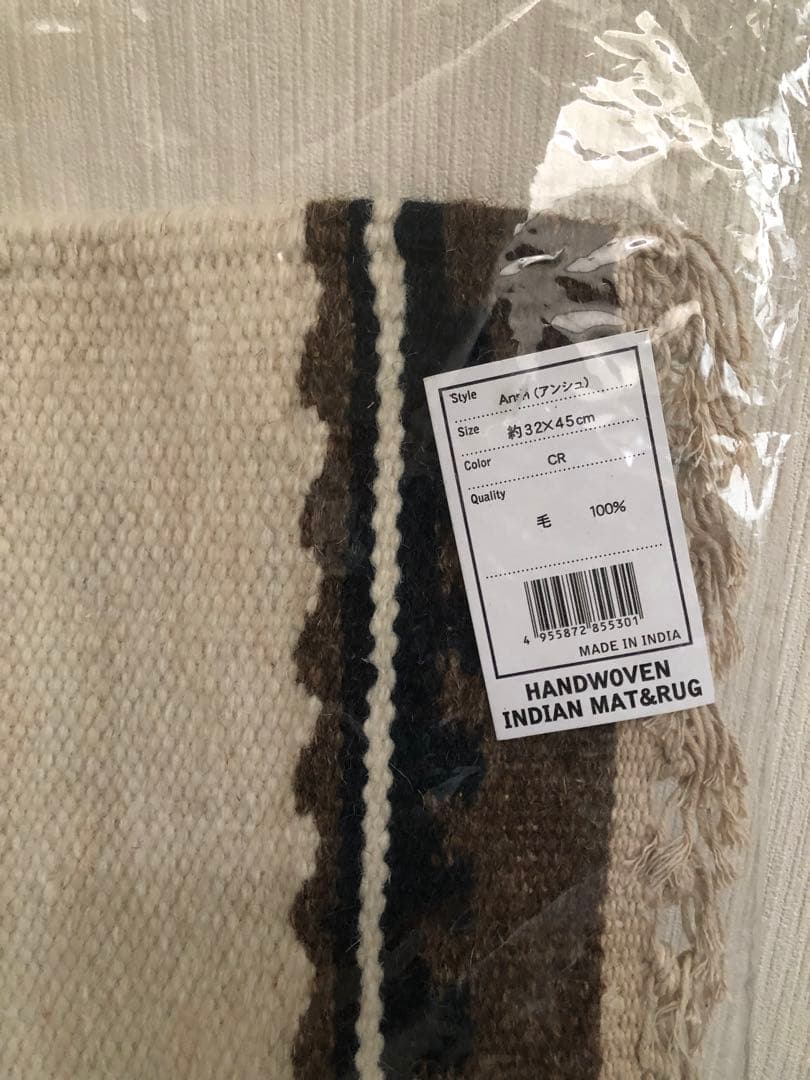 Style (アンシュ)
Size 約32×45cm
Color CR
Quality
毛 100%
4 955872 855301
MADE IN INDIA
HANDWOVEN
INDIAN MAT&RUG